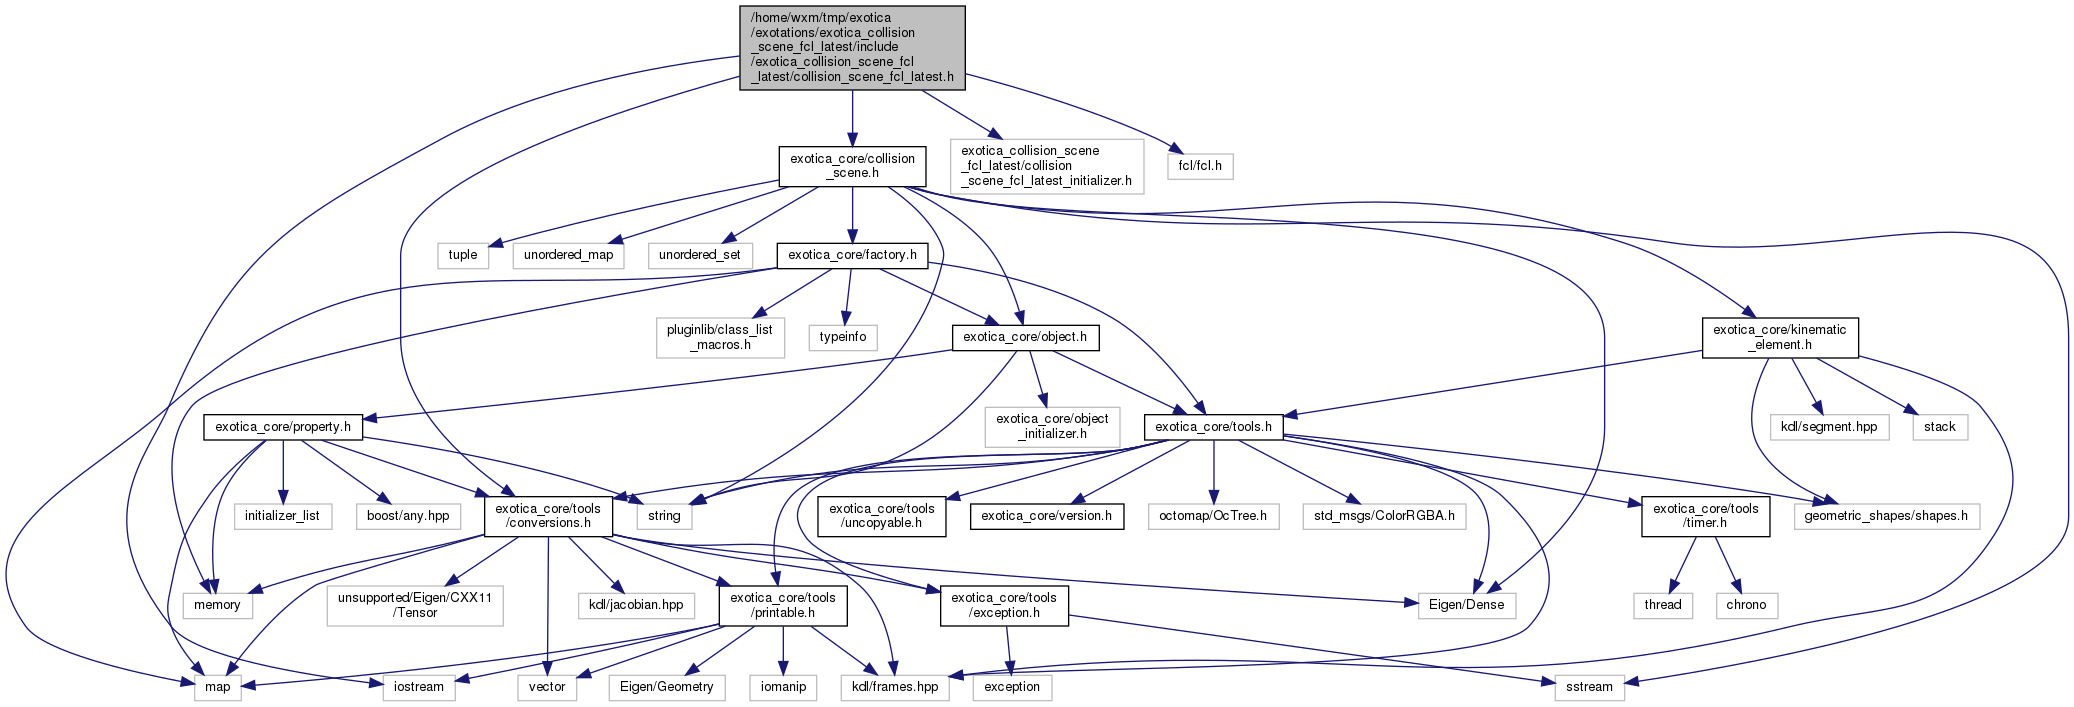 /home/wxm/tmp/exotica
/exotations/exotica_collision
_scene_fcl_latest/include
/exotica_collision_scene_fcl
_latest/collision_scene_fcl_latest.h
exotica_core/collision
_scene.h
exotica_collision_scene
_fcl_latest/collision
_scene_fcl_latest_initializer.h
fcl/fcl.h
tuple
unordered_map
unordered_set
exotica_core/factory.h
pluginlib/class_list
_macros.h
typeinfo
exotica_core/object.h
exotica_core/kinematic
_element.h
exotica_core/property.h
exotica_core/object
_initializer.h
exotica_core/tools.h
kdl/segment.hpp
stack
initializer_list
boost/any.hpp
exotica_core/tools
/conversions.h
string
exotica_core/tools
/uncopyable.h
exotica_core/version.h
octomap/OcTree.h
std_msgs/ColorRGBA.h
exotica_core/tools
/timer.h
geometric_shapes/shapes.h
memory
unsupported/Eigen/CXX11
/Tensor
kdl/jacobian.hpp
exotica_core/tools
/printable.h
exotica_core/tools
/exception.h
Eigen/Dense
thread
chrono
map
iostream
vector
Eigen/Geometry
iomanip
kdl/frames.hpp
exception
sstream